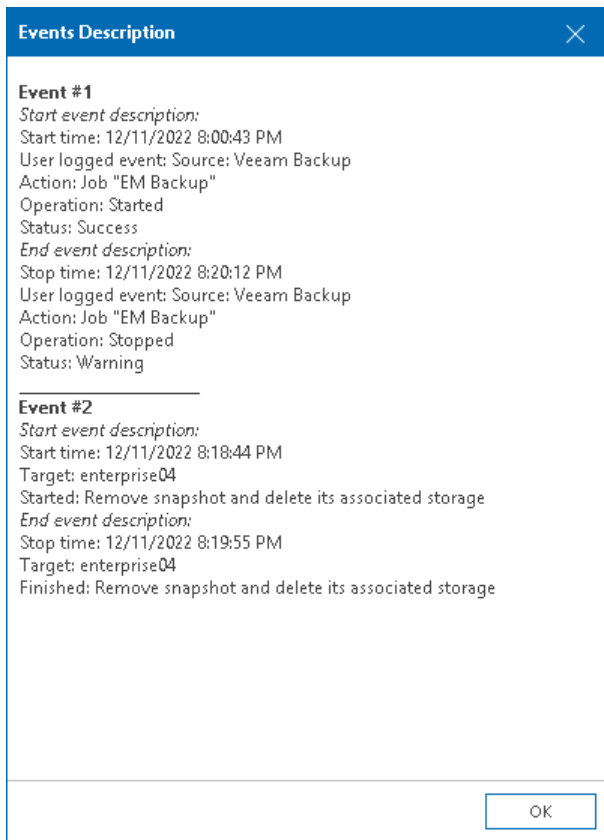 Events Description
Event #1
Start event description:
Start time: 12/11/2022 8:00:43 PM
User logged event: Source: Veeam Backup
Action: Job "EM Backup"
Operation: Started
Status: Success
End event description:
Stop time: 12/11/2022 8:20:12 PM
User logged event: Source: Veeam Backup
Action: Job "EM Backup"
Operation: Stopped
Status: Warning
Event #2
Start event description:
Start time: 12/11/2022 8:18:44 PM
Target: enterprise04
Started: Remove snapshot and delete its associated storage
End event description:
Stop time: 12/11/2022 8:19:55 PM
Target: enterprise04
Finished: Remove snapshot and delete its associated storage
OK